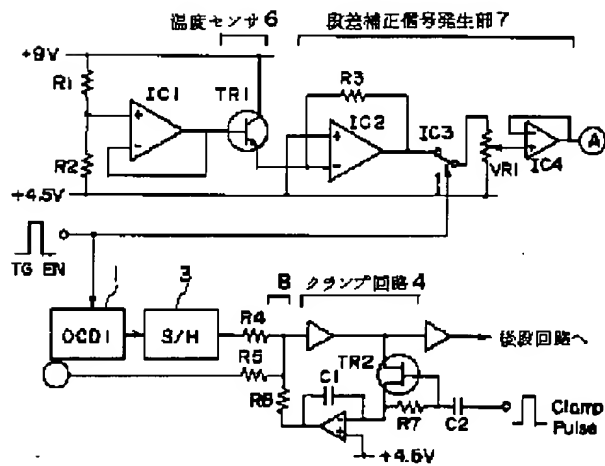 温度センサ6 段差補正信号発生部7
+9V
R1
IC1
TR1
R3
IC2
IC3
R2
VR1
IC4
A
+4.5V
TG EN
1
3
8
クランプ回路4
OCD1
S/H
R4
後段回路へ
R5
TR2
C1
R6
R7
C2
Clamp
Pulse
+4.5V